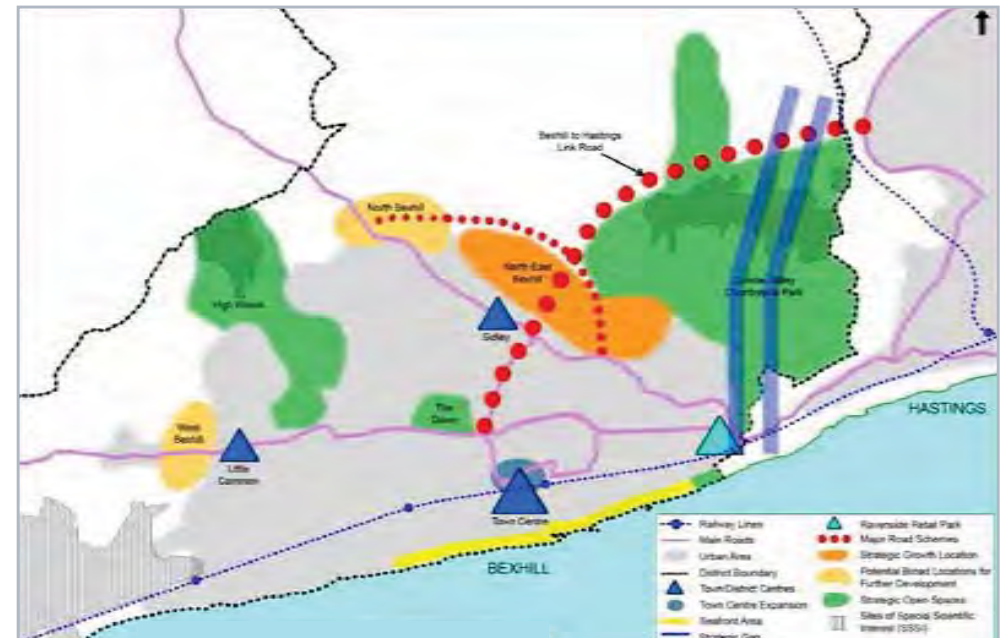 Bexhill to Hastings
Link Road
North Bexhill
North East
Bexhill
High Woods
Sidley
Countryside Park
HASTINGS
The
Down
West
Bexhill
Little
Common
Town Centre
BEXHILL
Railway Lines
Main Roads
Urban Area
District Boundary
Town/District Centres
Town Centre Expansion
Seafront Area
Strategic Gap
Ravenside Retail Park
Major Road Schemes
Strategic Growth Location
Potential Broad Locations for
Further Development
Strategic Open Spaces
Sites of Special Scientific
Interest (SSSI)